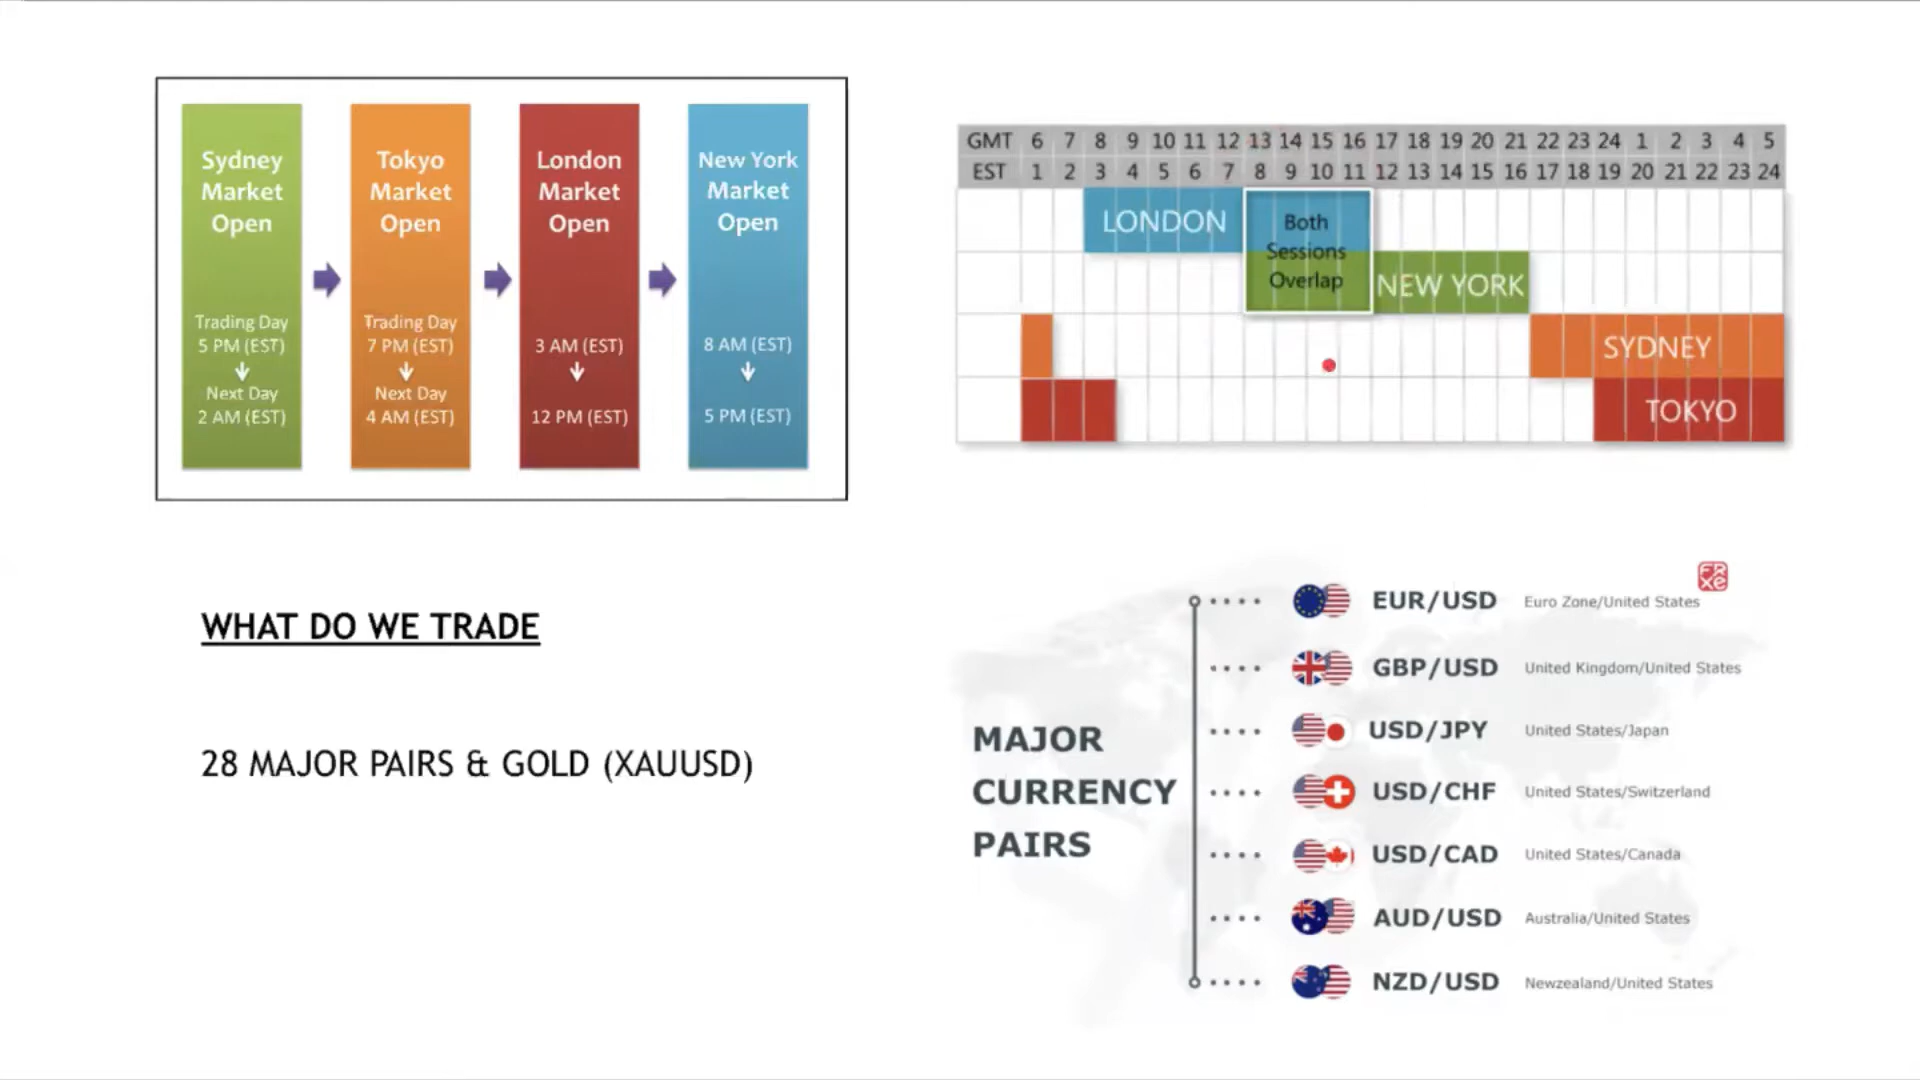 Sydney
Market
Open
Trading Day
5 PM (EST)
Next Day
2 AM (EST)
Tokyo
Market
Open
Trading Day
7 PM (EST)
Next Day
4 AM (EST)
London
Market
Open
3 AM (EST)
12 PM (EST)
New York
Market
Open
8 AM (EST)
5 PM (EST)
GMT 6 7 8 9 10 11 12 13 14 15 16 17 18 19 20 21 22 23 24 1 2 3 4 5
EST 1 2 3 4 5 6 7 8 9 10 11 12 13 14 15 16 17 18 19 20 21 22 23 24
LONDON
Both
Sessions
Overlap
NEW YORK
SYDNEY
TOKYO
WHAT DO WE TRADE
28 MAJOR PAIRS & GOLD (XAUUSD)
MAJOR
CURRENCY
PAIRS
FR
xe
EUR/USD Euro Zone/United States
GBP/USD United Kingdom/United States
USD/JPY United States/Japan
USD/CHF United States/Switzerland
USD/CAD United States/Canada
AUD/USD Australia/United States
NZD/USD Newzealand/United States